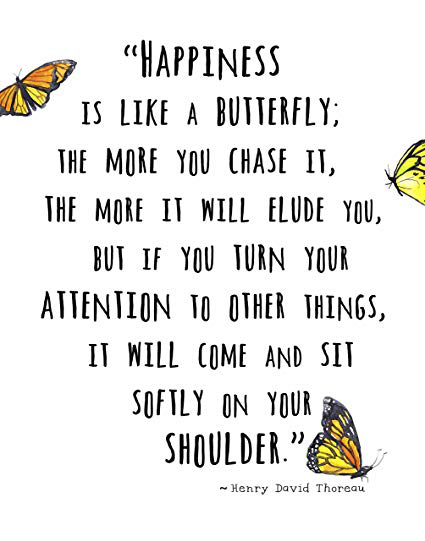 “Happiness
is like a butterfly;
the more you chase it,
the more it will elude you,
but if you turn your
attention to other things,
it will come and sit
softly on your
shoulder.”
~ Henry David Thoreau